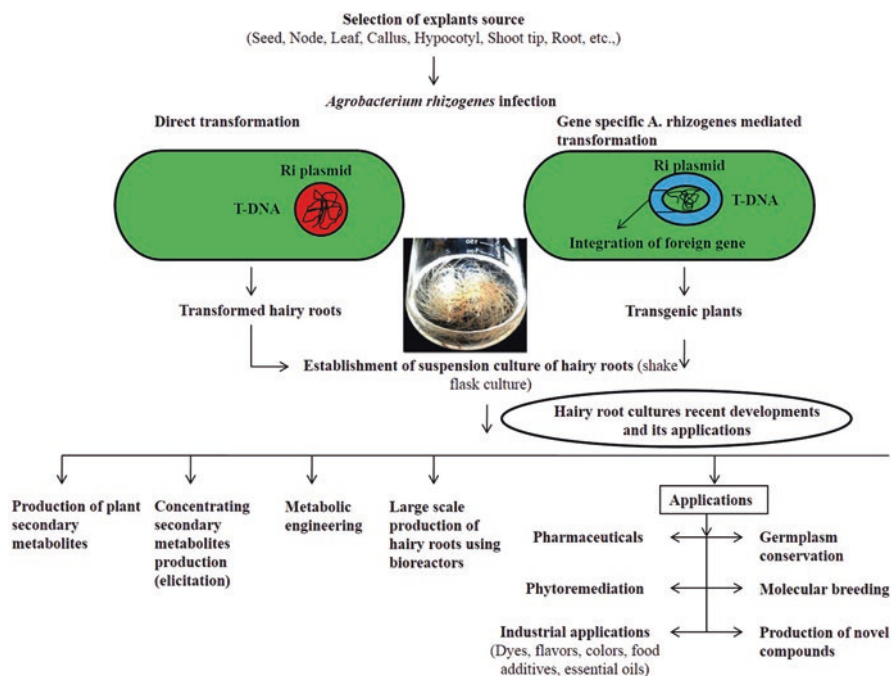 Selection of explants source
(Seed, Node, Leaf, Callus, Hypocotyl, Shoot tip, Root, etc.,)
Agrobacterium rhizogenes infection
Direct transformation
Gene specific A. rhizogenes mediated
transformation
Ri plasmid
T-DNA
Ri plasmid
T-DNA
Integration of foreign gene
Transformed hairy roots
Transgenic plants
Establishment of suspension culture of hairy roots (shake
flask culture)
Hairy root cultures recent developments
and its applications
Production of plant
secondary
metabolites
Concentrating
secondary
metabolites
production
(elicitation)
Metabolic
engineering
Large scale
production of
hairy roots using
bioreactors
Applications
Pharmaceuticals
Germplasm
conservation
Phytoremediation
Molecular breeding
Industrial applications
(Dyes, flavors, colors, food
additives, essential oils)
Production of novel
compounds